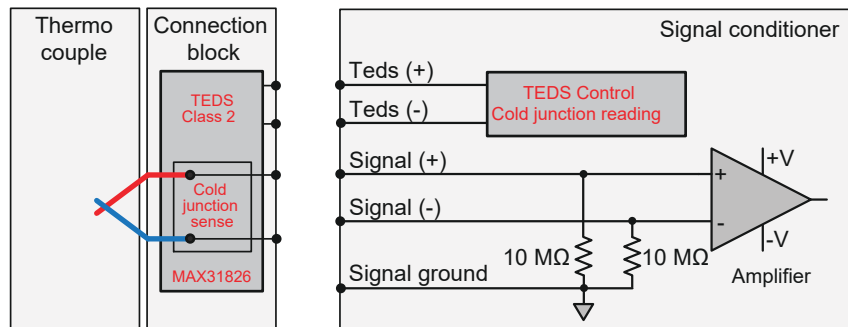 Thermo
couple
Connection
block
TEDS
Class 2
Cold
junction
sense
MAX31826
Signal conditioner
Teds (+)
Teds (-)
TEDS Control
Cold junction reading
Signal (+)
Signal (-)
+
-
+V
-V
10 MΩ
10 MΩ
Amplifier
Signal ground